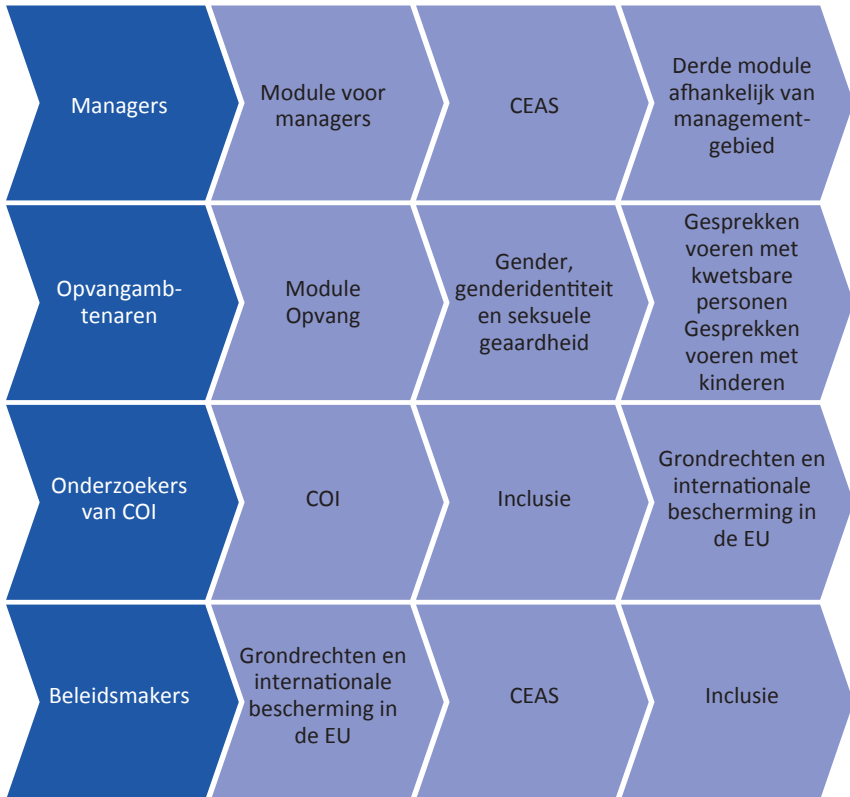 Managers
Module voor
managers
CEAS
Derde module
afhankelijk van
management-
gebied
Opvangamb-
tenaren
Module
Opvang
Gender,
genderidentiteit
en seksuele
geaardheid
Gesprekken
voeren met
kwetsbare
personen
Gesprekken
voeren met
kinderen
Onderzoekers
van COI
COI
Inclusie
Grondrechten en
internationale
bescherming in
de EU
Beleidsmakers
Grondrechten en
internationale
bescherming in
de EU
CEAS
Inclusie